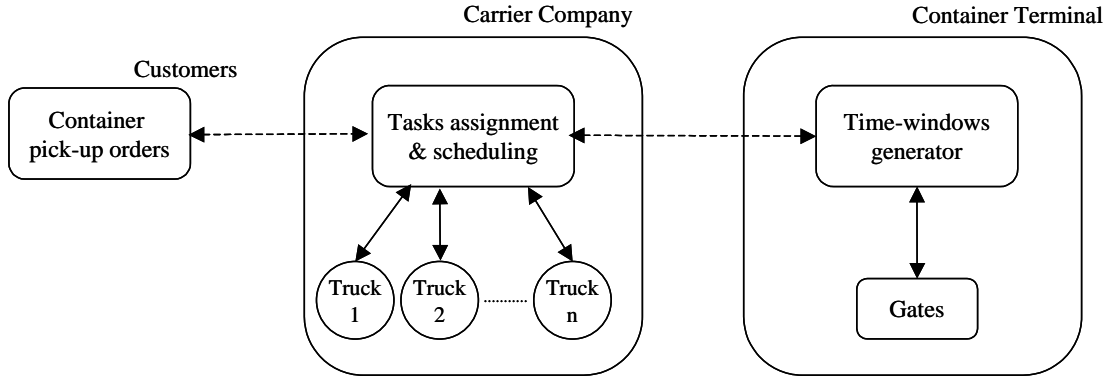 Carrier Company
Container Terminal
Customers
Container
pick-up orders
Tasks assignment
& scheduling
Time-windows
generator
Truck
1
Truck
2
...........
Truck
n
Gates